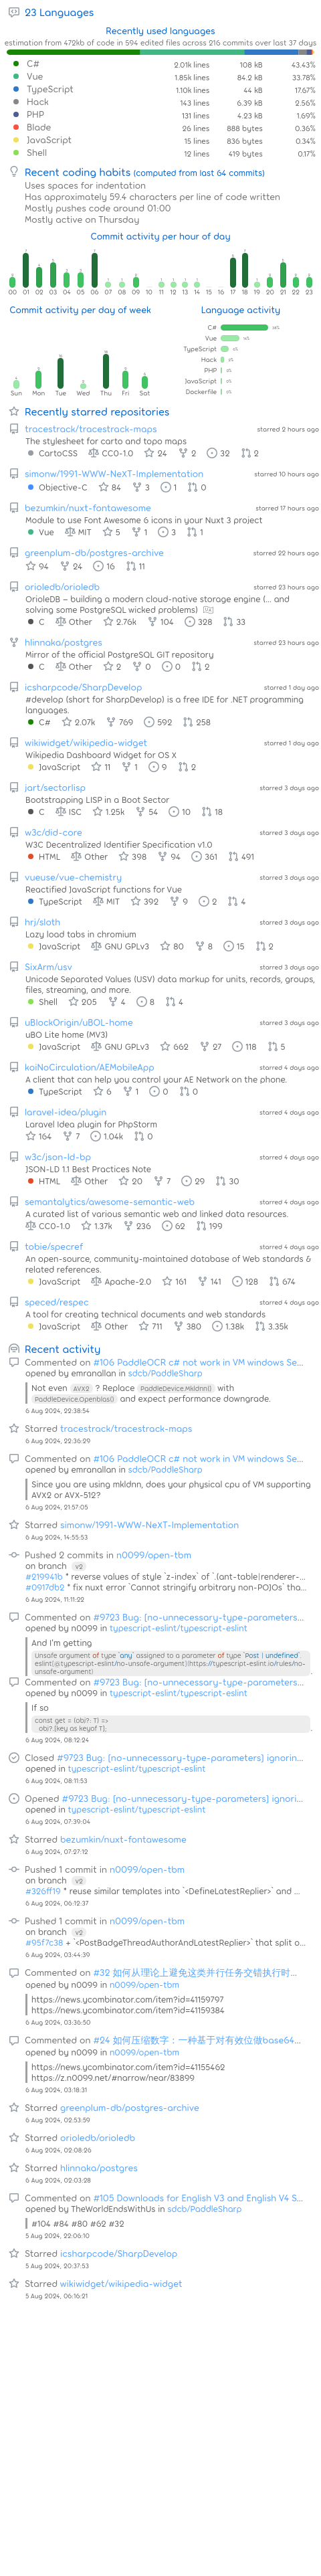 23 Languages
Recently used languages
estimation from 472kb of code in 594 edited files across 216 commits over last 37 days
C# 2.01k lines 108 kB 43.43%
Vue 1.85k lines 84.2 kB 33.78%
TypeScript 1.10k lines 44 kB 17.67%
Hack 143 lines 6.39 kB 2.56%
PHP 131 lines 4.23 kB 1.69%
Blade 26 lines 888 bytes 0.36%
JavaScript 15 lines 836 bytes 0.34%
Shell 12 lines 419 bytes 0.17%
Recent coding habits (computed from last 64 commits)
Uses spaces for indentation
Has approximately 59.4 characters per line of code written
Mostly pushes code around 01:00
Mostly active on Thursday
Commit activity per hour of day
00 01 02 03 04 05 06 07 08 09 10 11 12 13 14 15 16 17 18 19 20 21 22 23
Commit activity per day of week
Language activity
Sun Mon Tue Wed Thu Fri Sat
C#
Vue
TypeScript
Hack
PHP
JavaScript
Dockerfile
Recently starred repositories
tracestrack/tracestrack-maps starred 2 hours ago
The stylesheet for carto and topo maps
CartoCSS CC0-1.0 24 2 32 2
simonw/1991-WWW-NeXT-Implementation starred 10 hours ago
Objective-C 84 3 1 0
bezumkin/nuxt-fontawesome starred 17 hours ago
Module to use Font Awesome 6 icons in your Nuxt 3 project
Vue MIT 5 1 3 1
greenplum-db/postgres-archive starred 22 hours ago
94 24 16 11
orioledb/orioledb starred 23 hours ago
OrioleDB – building a modern cloud-native storage engine (... and
solving some PostgreSQL wicked problems) 🇺🇦
C Other 2.76k 104 328 33
hlinnaka/postgres starred 23 hours ago
Mirror of the official PostgreSQL GIT repository
C Other 2 0 0 2
icsharpcode/SharpDevelop starred 1 day ago
#develop (short for SharpDevelop) is a free IDE for .NET programming
languages.
C# 2.07k 769 592 258
wikiwidget/wikipedia-widget starred 1 day ago
Wikipedia Dashboard Widget for OS X
JavaScript 11 1 9 2
jart/sectorlisp starred 3 days ago
Bootstrapping LISP in a Boot Sector
C ISC 1.25k 54 10 18
w3c/did-core starred 3 days ago
W3C Decentralized Identifier Specification v1.0
HTML Other 398 94 361 491
vueuse/vue-chemistry starred 3 days ago
Reactified JavaScript functions for Vue
TypeScript MIT 392 9 2 4
hrj/sloth starred 3 days ago
Lazy load tabs in chromium
JavaScript GNU GPLv3 80 8 15 2
SixArm/usv starred 3 days ago
Unicode Separated Values (USV) data markup for units, records, groups,
files, streaming, and more.
Shell 205 4 8 4
uBlockOrigin/uBOL-home starred 3 days ago
uBO Lite home (MV3)
JavaScript GNU GPLv3 662 27 118 5
koiNoCirculation/AEMobileApp starred 4 days ago
A client that can help you control your AE Network on the phone.
TypeScript 6 1 0 0
laravel-idea/plugin starred 4 days ago
Laravel Idea plugin for PhpStorm
164 7 1.04k 0
w3c/json-ld-bp starred 4 days ago
JSON-LD 1.1 Best Practices Note
HTML Other 20 7 29 30
semantalytics/awesome-semantic-web starred 4 days ago
A curated list of various semantic web and linked data resources.
CC0-1.0 1.37k 236 62 199
tobie/specref starred 4 days ago
An open-source, community-maintained database of Web standards &
related references.
JavaScript Apache-2.0 161 141 128 674
speced/respec starred 4 days ago
A tool for creating technical documents and web standards
JavaScript Other 711 380 1.38k 3.35k
Recent activity
Commented on #106 PaddleOCR c# not work in VM windows Se...
opened by emranallan in sdcb/PaddleSharp
Not even AVX2 ? Replace PaddleDevice.Mkldnn() with
PaddleDevice.Openblas() and expect performance downgrade.
6 Aug 2024, 22:38:54
Starred tracestrack/tracestrack-maps
6 Aug 2024, 22:36:29
Commented on #106 PaddleOCR c# not work in VM windows Se...
opened by emranallan in sdcb/PaddleSharp
Since you are using mkldnn, does your physical cpu of VM supporting
AVX2 or AVX-512?
6 Aug 2024, 21:57:05
Starred simonw/1991-WWW-NeXT-Implementation
6 Aug 2024, 14:55:53
Pushed 2 commits in n0099/open-tbm
on branch v2
#219941b * reverse values of style `z-index` of `.(ant-table|renderer-...
#0917db2 * fix nuxt error `Cannot stringify arbitrary non-POJOs` tha...
6 Aug 2024, 11:11:22
Commented on #9723 Bug: [no-unnecessary-type-parameters...
opened by n0099 in typescript-eslint/typescript-eslint
And I'm getting
Unsafe argument of type `any` assigned to a parameter of type `Post | undefined`.
eslint(@typescript-eslint/no-unsafe-argument)(https://typescript-eslint.io/rules/no-
unsafe-argument)
Commented on #9723 Bug: [no-unnecessary-type-parameters...
opened by n0099 in typescript-eslint/typescript-eslint
If so
const get = (obj?: T) =>
obj? [key as keyof T];
6 Aug 2024, 08:12:24
Closed #9723 Bug: [no-unnecessary-type-parameters] ignorin...
opened in typescript-eslint/typescript-eslint
6 Aug 2024, 08:11:53
Opened #9723 Bug: [no-unnecessary-type-parameters] ignori...
opened in typescript-eslint/typescript-eslint
6 Aug 2024, 07:39:04
Starred bezumkin/nuxt-fontawesome
6 Aug 2024, 07:27:12
Pushed 1 commit in n0099/open-tbm
on branch v2
#326ff19 * reuse similar templates into `<DefineLatestReplier>` and ...
6 Aug 2024, 06:12:37
Pushed 1 commit in n0099/open-tbm
on branch v2
#95f7c38 + `<PostBadgeThreadAuthorAndLatestReplier>` that split o...
6 Aug 2024, 03:44:39
Commented on #32 如何从理论上避免这类并行任务交错执行时...
opened by n0099 in n0099/open-tbm
https://news.ycombinator.com/item?id=41159797
https://news.ycombinator.com/item?id=41159384
6 Aug 2024, 03:36:50
Commented on #24 如何压缩数字：一种基于对有效位做base64...
opened by n0099 in n0099/open-tbm
https://news.ycombinator.com/item?id=41155462
https://z.n0099.net/#narrow/near/83899
6 Aug 2024, 03:18:31
Starred greenplum-db/postgres-archive
6 Aug 2024, 02:53:59
Starred orioledb/orioledb
6 Aug 2024, 02:08:26
Starred hlinnaka/postgres
6 Aug 2024, 02:03:28
Commented on #105 Downloads for English V3 and English V4 S...
opened by TheWorldEndsWithUs in sdcb/PaddleSharp
#104 #84 #80 #62 #32
5 Aug 2024, 22:06:10
Starred icsharpcode/SharpDevelop
5 Aug 2024, 20:37:53
Starred wikiwidget/wikipedia-widget
5 Aug 2024, 06:16:21